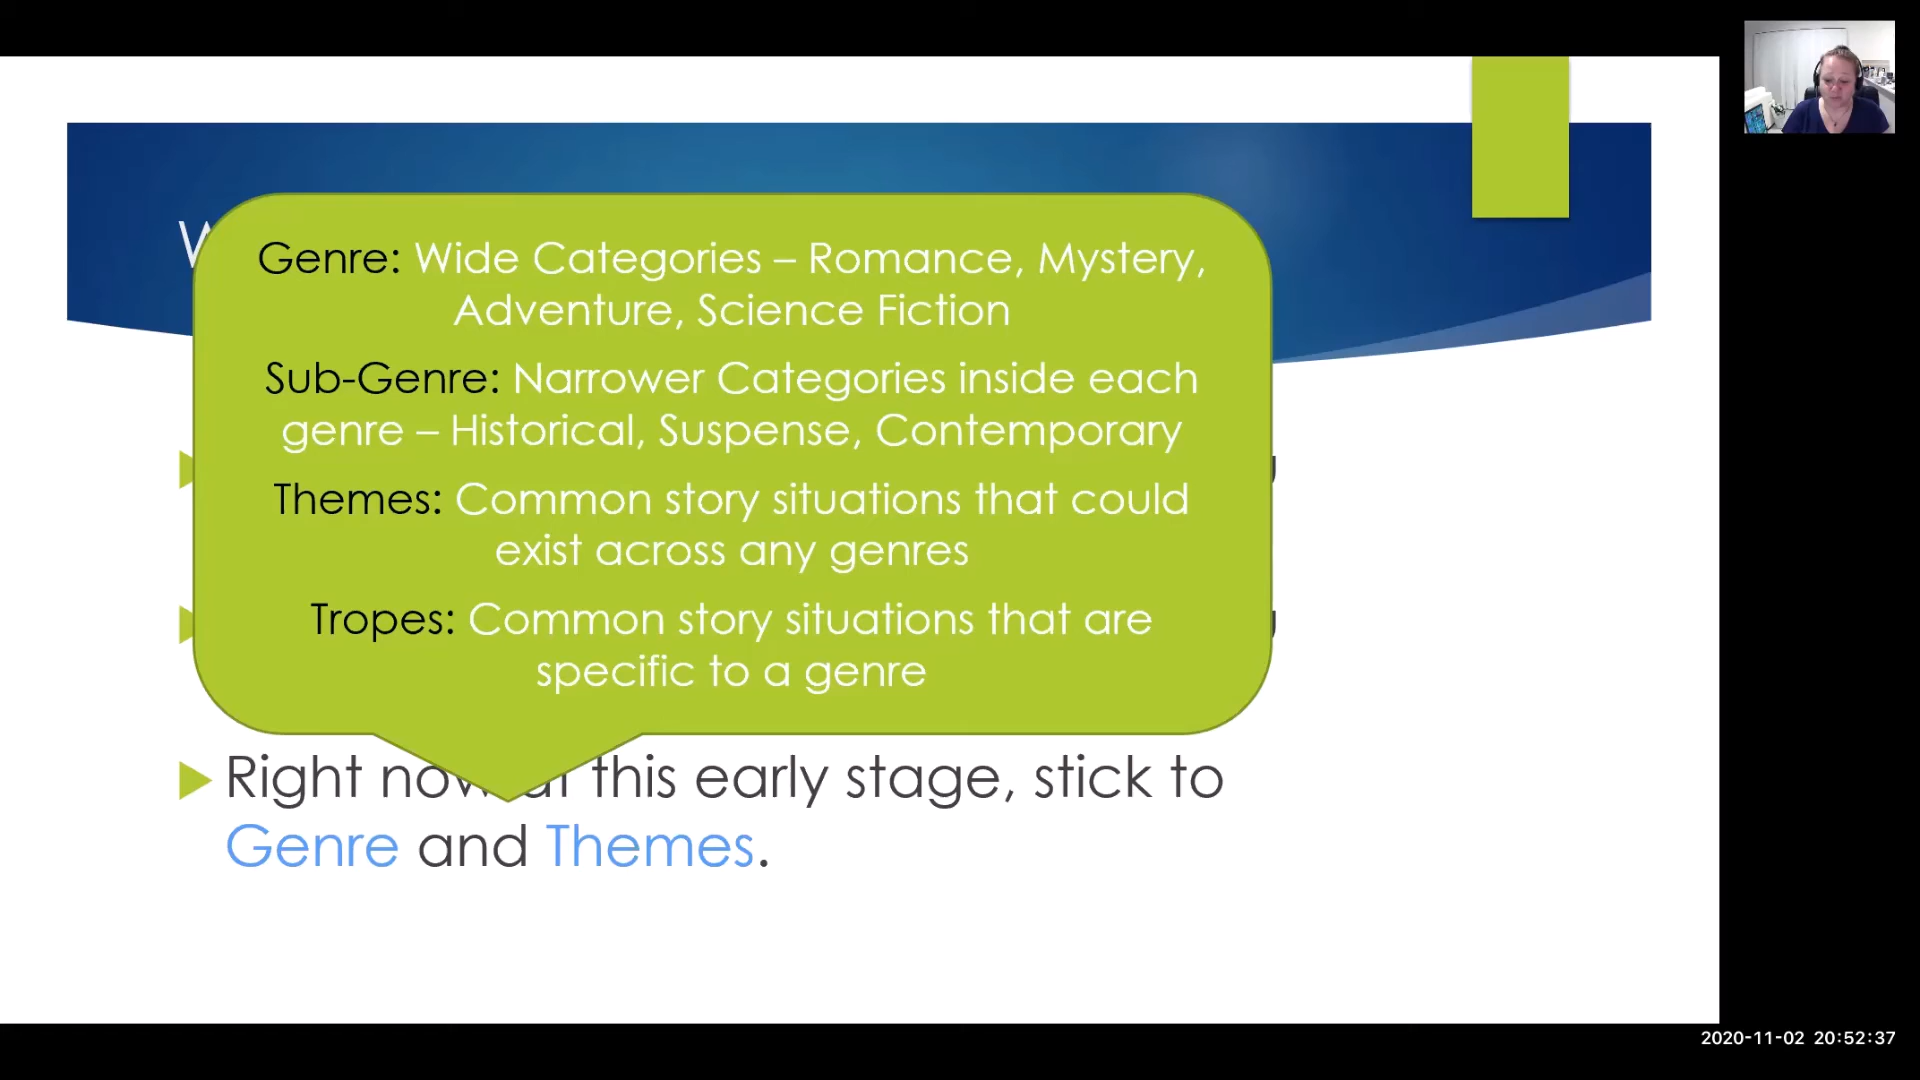 Genre: Wide Categories – Romance, Mystery,
Adventure, Science Fiction
Sub-Genre: Narrower Categories inside each
genre – Historical, Suspense, Contemporary
Themes: Common story situations that could
exist across any genres
Tropes: Common story situations that are
specific to a genre
Right now at this early stage, stick to
Genre and Themes.
2020-11-02 20:52:37